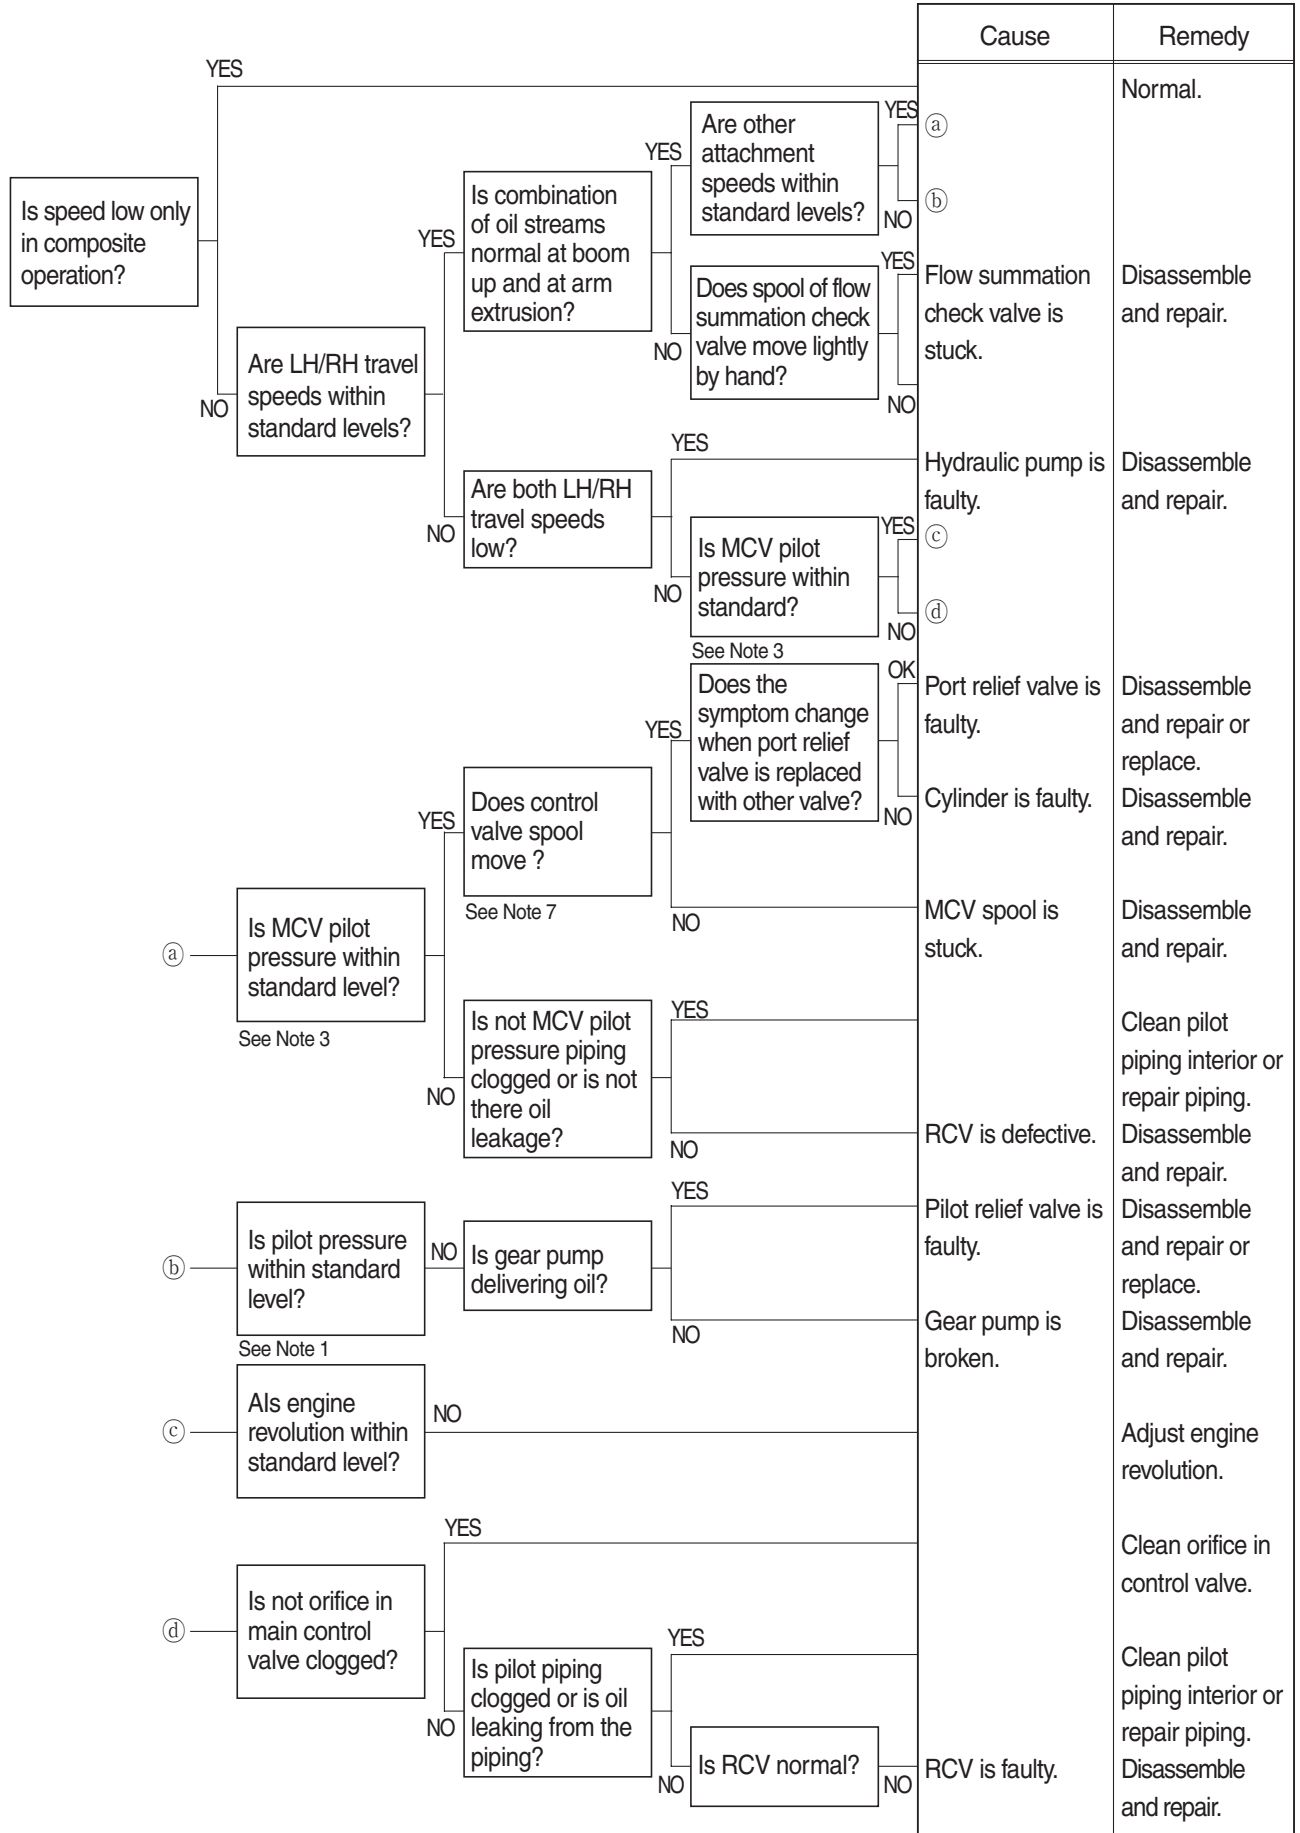 Cause
Remedy
YES
Normal.
Is speed low only
in composite
operation?
NO
Are LH/RH travel
speeds within
standard levels?
YES
Is combination
of oil streams
normal at boom
up and at arm
extrusion?
YES
Are other
attachment
speeds within
standard levels?
YES
ⓐ
NO
ⓑ
NO
Does spool of flow
summation check
valve move lightly
by hand?
YES
Flow summation
check valve is
stuck.
Disassemble
and repair.
NO
NO
Are both LH/RH
travel speeds
low?
YES
Hydraulic pump is
faulty.
Disassemble
and repair.
NO
Is MCV pilot
pressure within
standard?
See Note 3
YES
ⓒ
NO
ⓓ
ⓐ
Is MCV pilot
pressure within
standard level?
See Note 3
YES
Does control
valve spool
move ?
See Note 7
YES
Does the
symptom change
when port relief
valve is replaced
with other valve?
OK
Port relief valve is
faulty.
Disassemble
and repair or
replace.
NO
Cylinder is faulty.
Disassemble
and repair.
NO
MCV spool is
stuck.
Disassemble
and repair.
NO
Is not MCV pilot
pressure piping
clogged or is not
there oil
leakage?
YES
Clean pilot
piping interior or
repair piping.
NO
RCV is defective.
Disassemble
and repair.
ⓑ
Is pilot pressure
within standard
level?
See Note 1
NO
Is gear pump
delivering oil?
YES
Pilot relief valve is
faulty.
Disassemble
and repair or
replace.
NO
Gear pump is
broken.
Disassemble
and repair.
ⓒ
AIs engine
revolution within
standard level?
NO
Adjust engine
revolution.
ⓓ
Is not orifice in
main control
valve clogged?
YES
Clean orifice in
control valve.
NO
Is pilot piping
clogged or is oil
leaking from the
piping?
YES
Clean pilot
piping interior or
repair piping.
NO
Is RCV normal?
NO
RCV is faulty.
Disassemble
and repair.